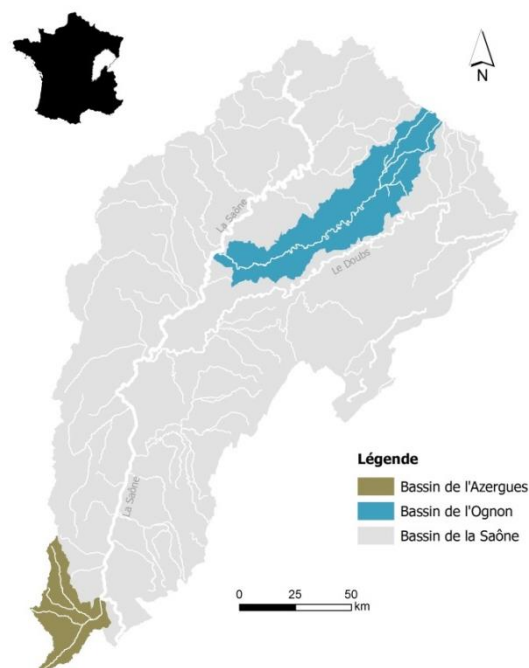 N
La Saône
Le Doubs
La Saône
Légende
Bassin de l'Azergues
Bassin de l'Ognon
Bassin de la Saône
0 25 50
km